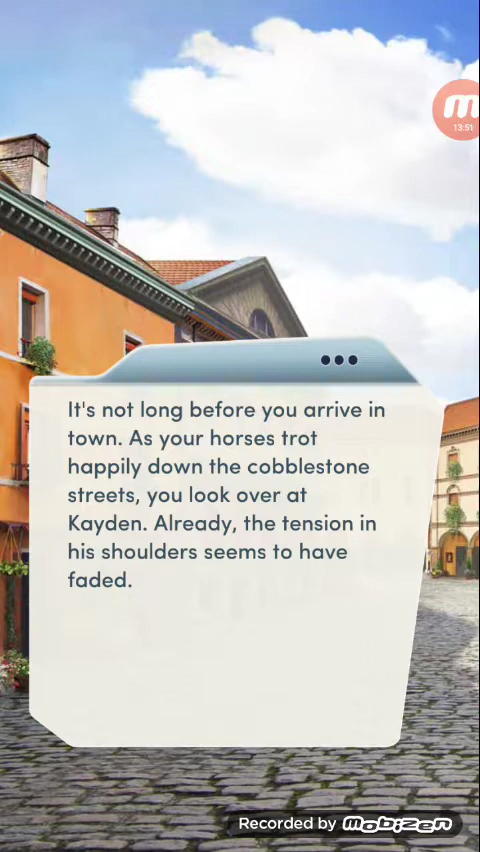 m
13:51
It's not long before you arrive in
town. As your horses trot
happily down the cobblestone
streets, you look over at
Kayden. Already, the tension in
his shoulders seems to have
faded.
Recorded by mobizen